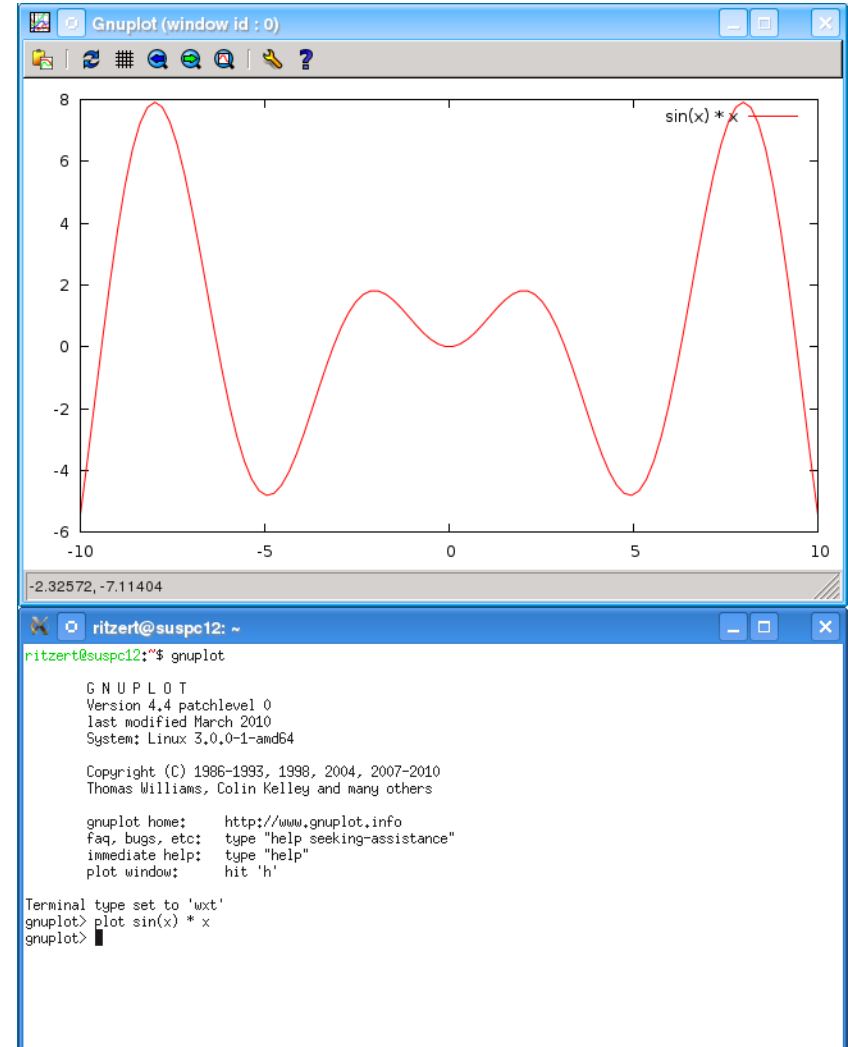 Gnuplot (window id : 0)
8
sin(x) * x
6
4
2
0
-2
-4
-6
-10 -5 0 5 10
-2.32572, -7.11404
ritzert@suspc12: ~
ritzert@suspc12:~$ gnuplot
G N U P L O T
Version 4.4 patchlevel 0
last modified March 2010
System: Linux 3.0.0-1-amd64
Copyright (C) 1986-1993, 1998, 2004, 2007-2010
Thomas Williams, Colin Kelley and many others
gnuplot home: http://www.gnuplot.info
faq, bugs, etc: type "help seeking-assistance"
immediate help: type "help"
plot window: hit 'h'
Terminal type set to 'wxt'
gnuplot> plot sin(x) * x
gnuplot>